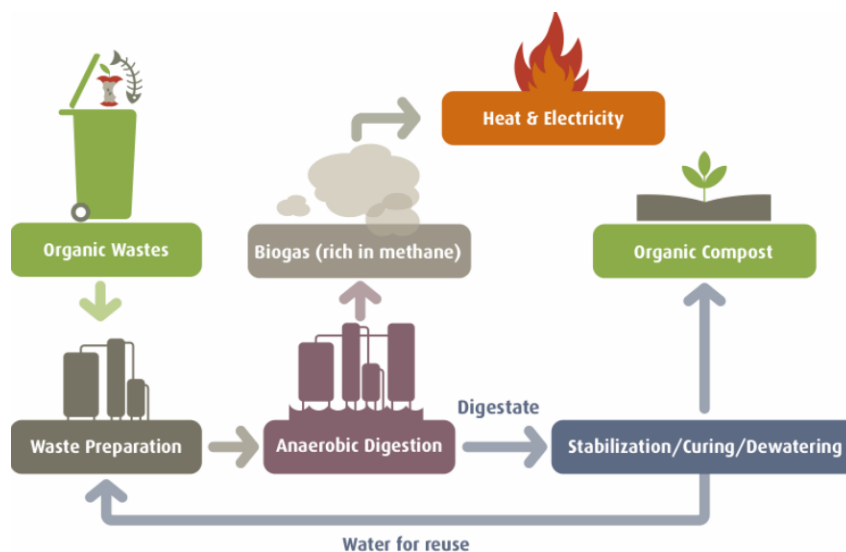 Heat & Electricity
Organic Wastes
Biogas (rich in methane)
Organic Compost
Digestate
Waste Preparation
Anaerobic Digestion
Stabilization/Curing/Dewatering
Water for reuse